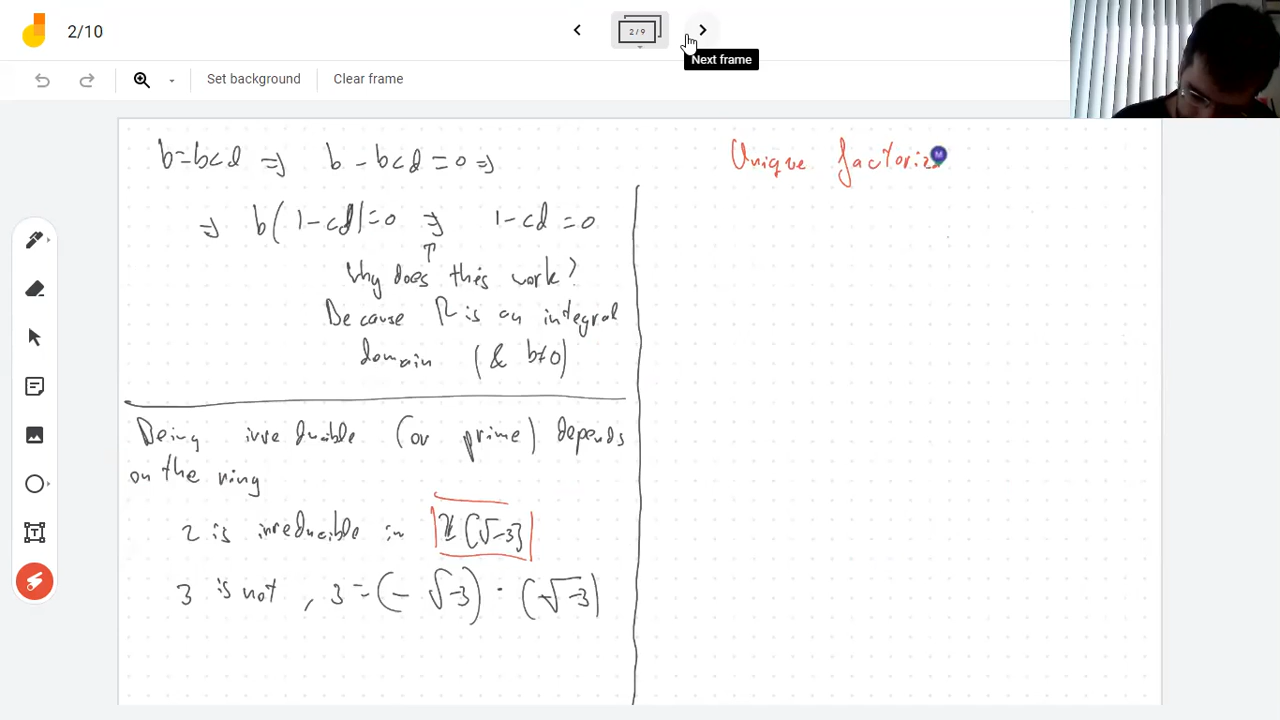 2/10
2/9
Next frame
Set background
Clear frame
b=bcd ⇒ b - bcd = 0 ⇒
⇒ b(1-cd)=0 ⇒ 1-cd = 0
↑
Why does this work?
Because R is an integral
domain (& b≠0)
Being irreducible (or prime) depends
on the ring
2 is irreducible in ℤ[√-3]
3 is not, 3 = (-√-3) · (√-3)
Unique factoriz
M